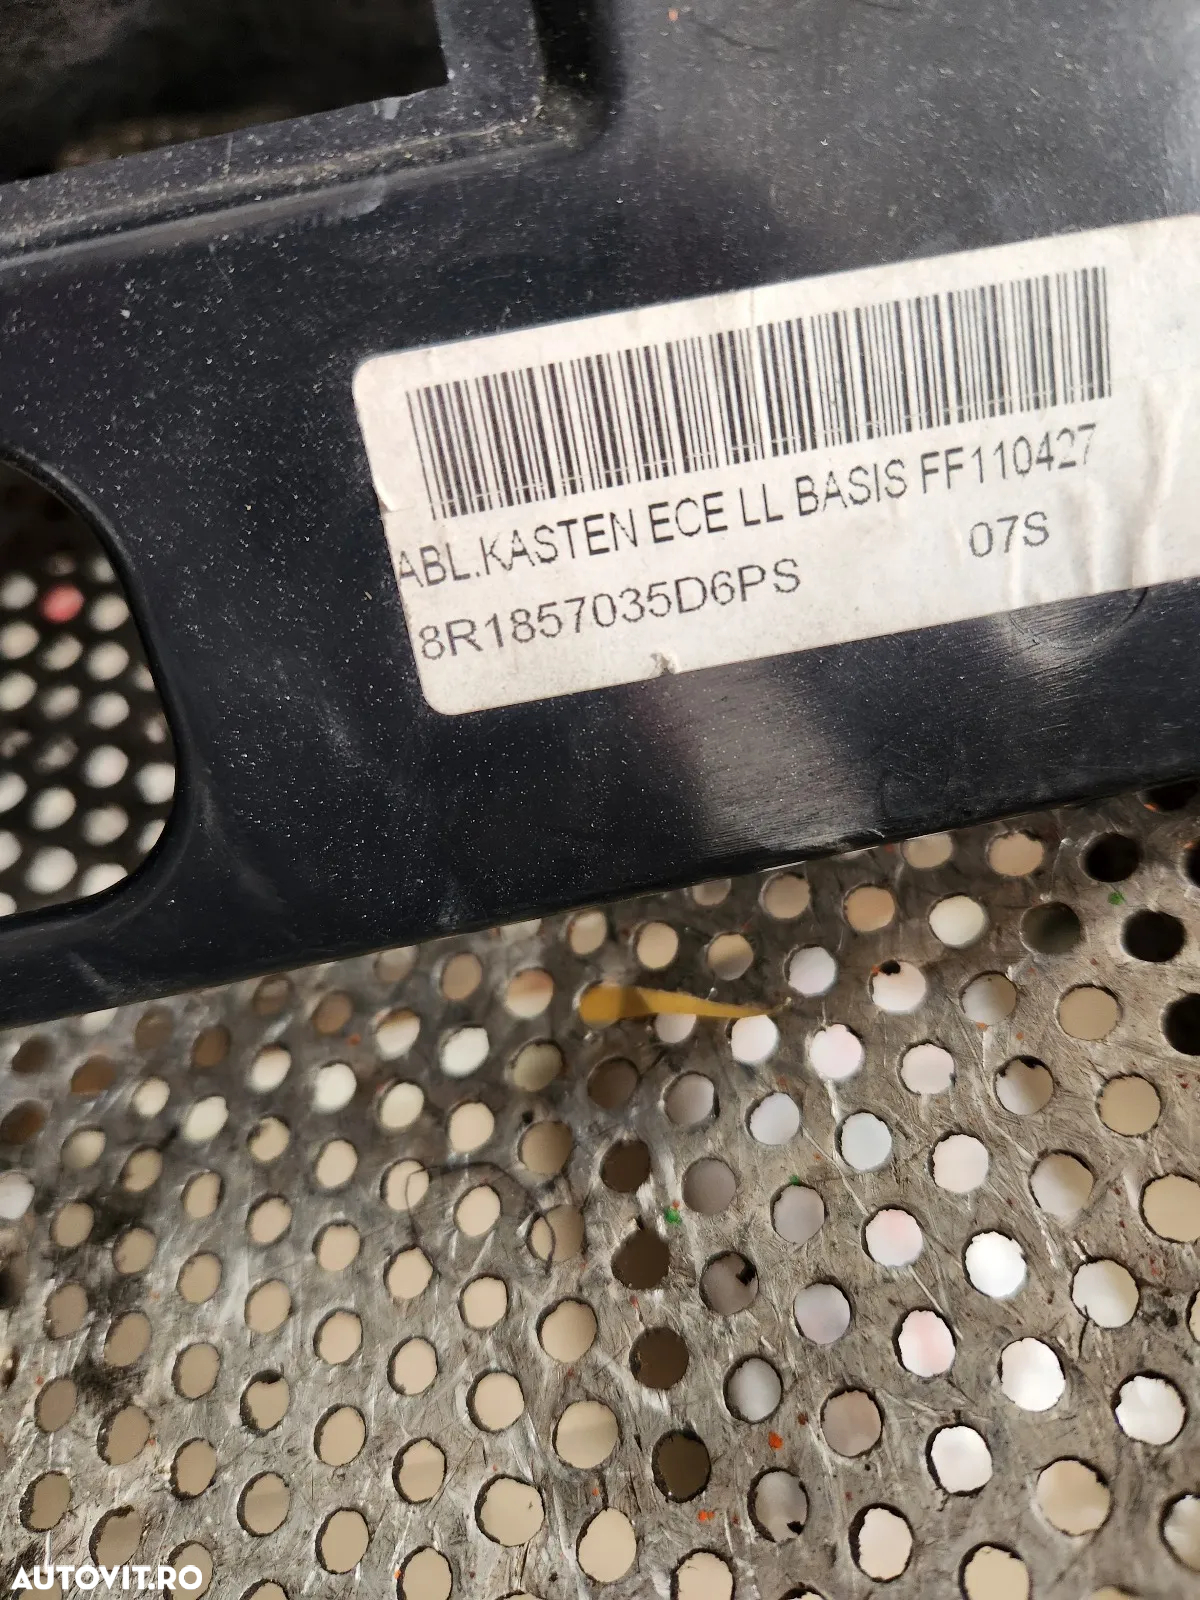 ABL.KASTEN ECE LL BASIS FF110427
8R1857035D6PS 07S
AUTOVIT.RO